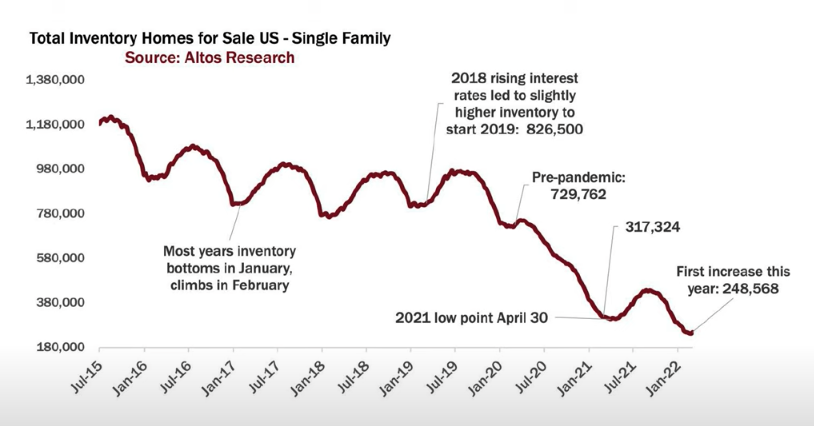 Total Inventory Homes for Sale US - Single Family
Source: Altos Research
1,380,000
1,180,000
980,000
780,000
580,000
380,000
180,000
2018 rising interest
rates led to slightly
higher inventory to
start 2019: 826,500
Pre-pandemic:
729,762
317,324
Most years inventory
bottoms in January,
climbs in February
First increase this
year: 248,568
2021 low point April 30
Jul-15
Jan-16
Jul-16
Jan-17
Jul-17
Jan-18
Jul-18
Jan-19
Jul-19
Jan-20
Jul-20
Jan-21
Jul-21
Jan-22